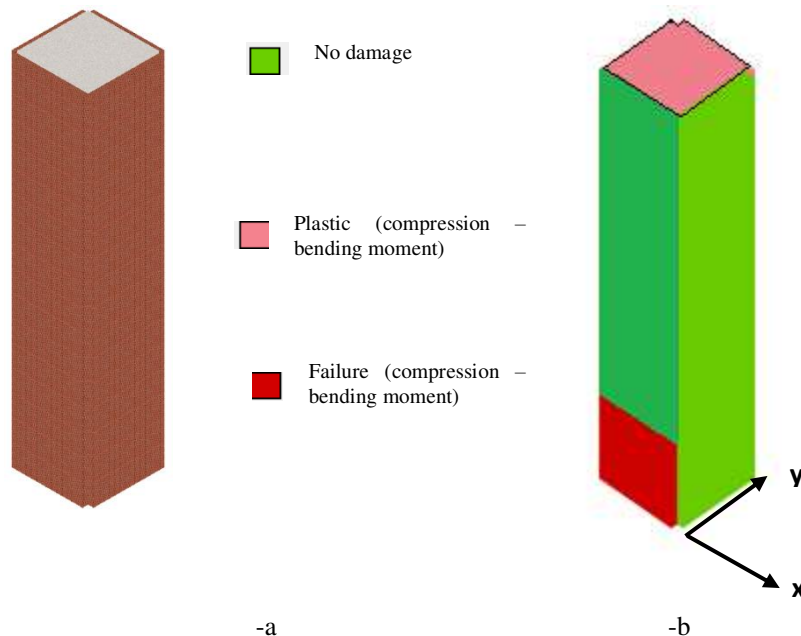 No damage
Plastic (compression –
bending moment)
Failure (compression –
bending moment)
y
x
-a
-b